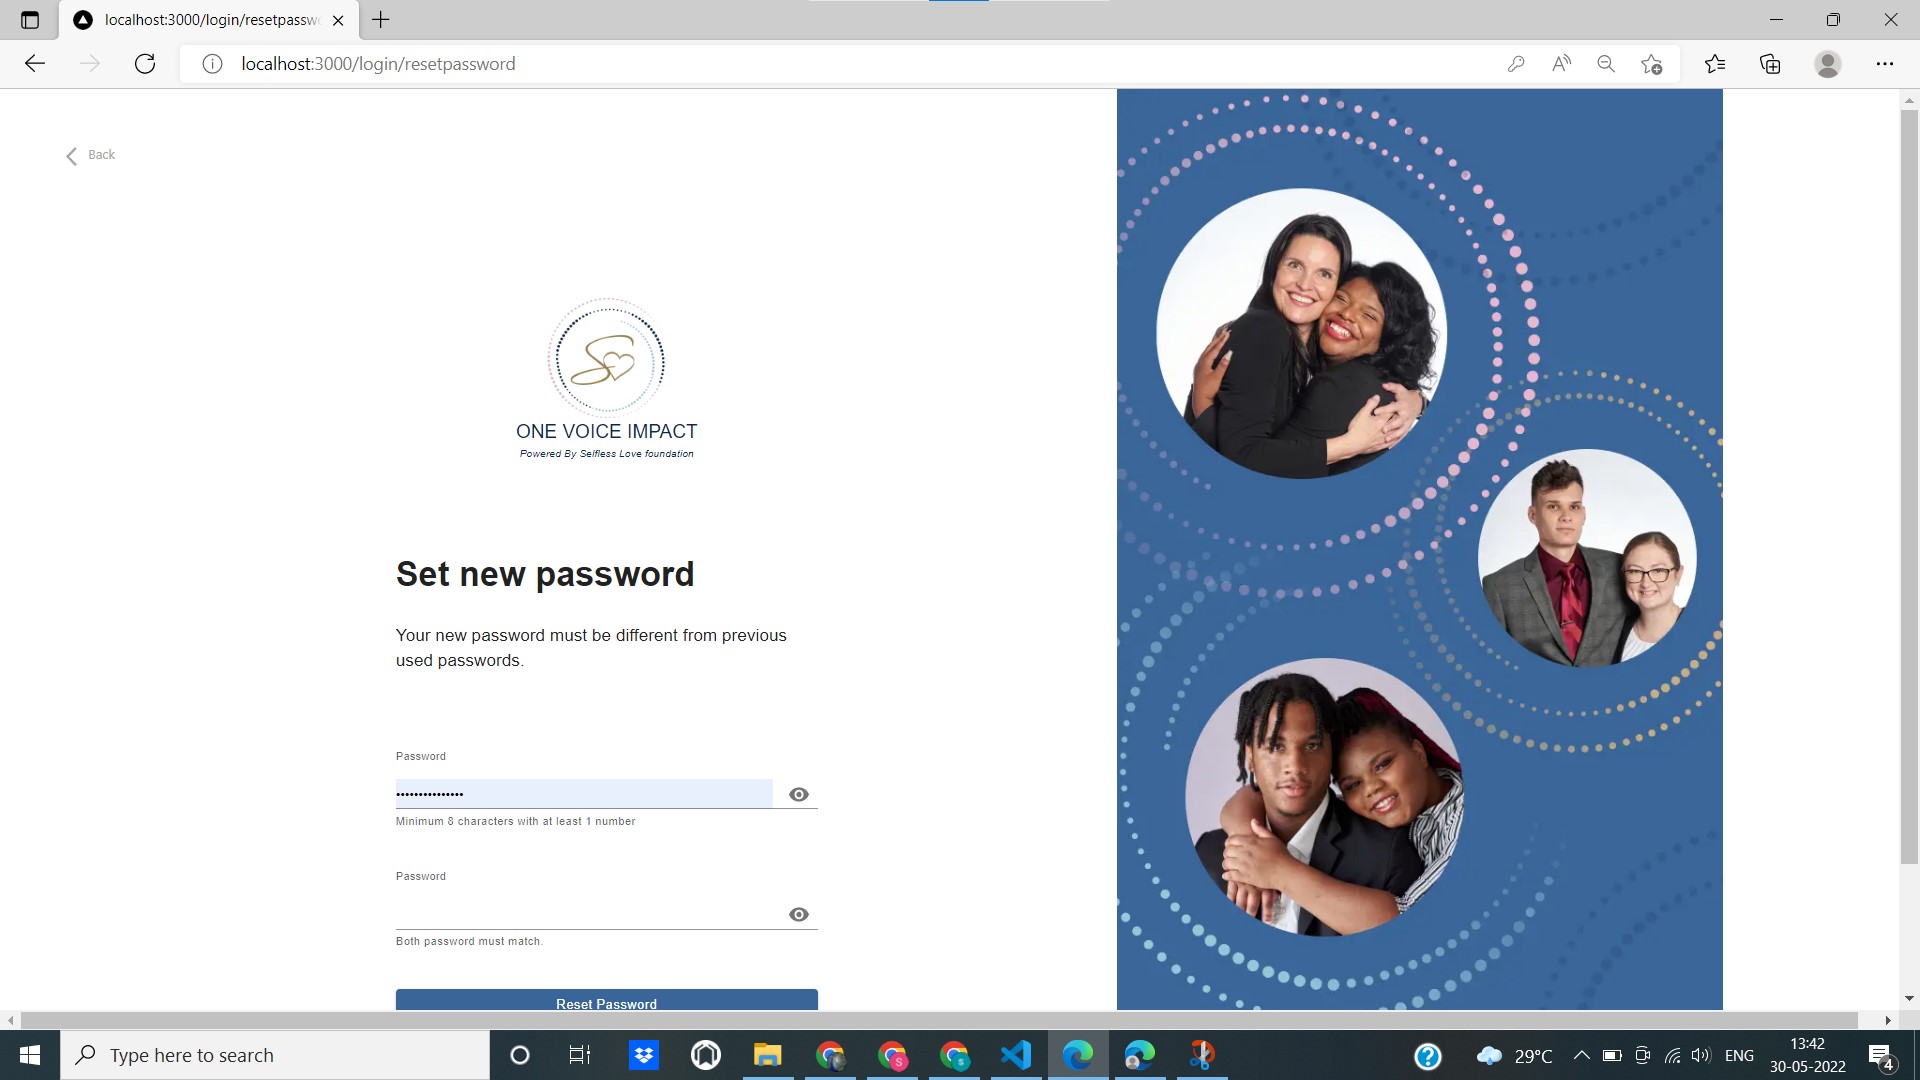 localhost:3000/login/resetpassw
localhost:3000/login/resetpassword
Back
ONE VOICE IMPACT
Powered By Selfless Love foundation
Set new password
Your new password must be different from previous
used passwords.
Password
•••••••••••••••
Minimum 8 characters with at least 1 number
Password
Both password must match.
Reset Password
Type here to search
29°C
ENG
13:42
30-05-2022
4